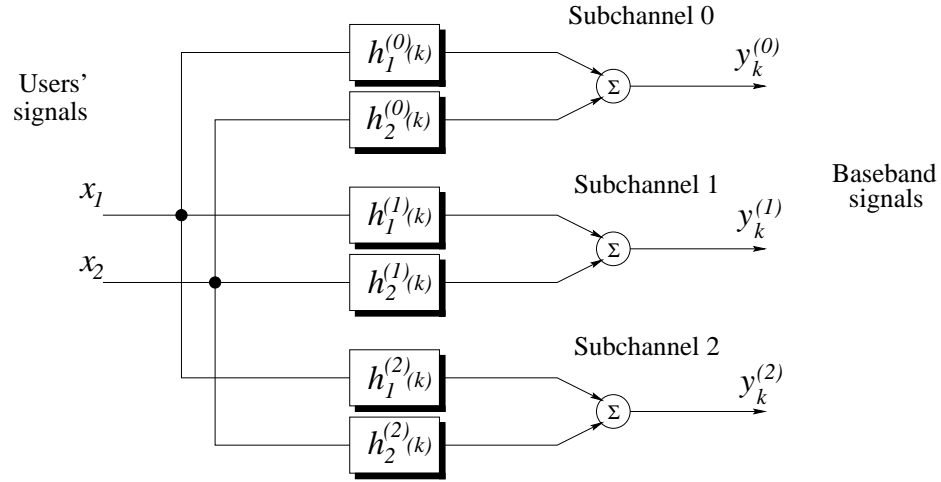 Subchannel 0
h_1^{(0)}(k)
y_k^{(0)}
Σ
Users'
signals
h_2^{(0)}(k)
Subchannel 1
Baseband
signals
x_1
h_1^{(1)}(k)
y_k^{(1)}
Σ
x_2
h_2^{(1)}(k)
Subchannel 2
h_1^{(2)}(k)
y_k^{(2)}
Σ
h_2^{(2)}(k)